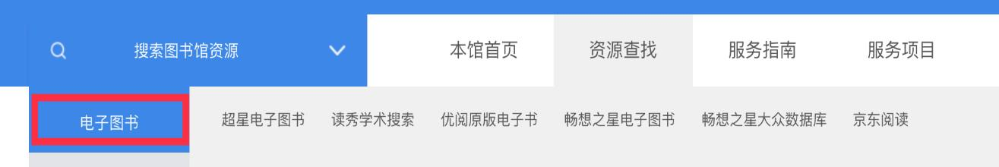 搜索图书馆资源 本馆首页 资源查找 服务指南 服务项目
电子图书 超星电子图书 读秀学术搜索 优阅原版电子书 畅想之星电子图书 畅想之星大众数据库 京东阅读